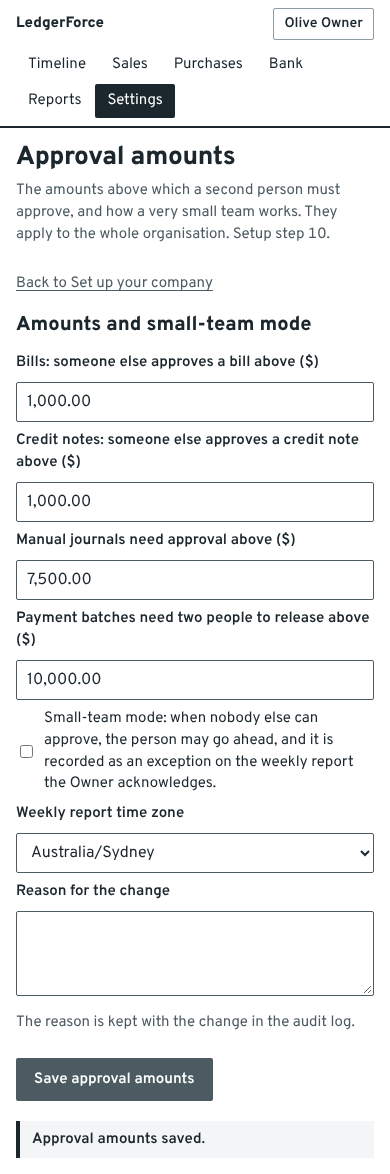 LedgerForce
Olive Owner
Timeline Sales Purchases Bank
Reports Settings
Approval amounts
The amounts above which a second person must
approve, and how a very small team works. They
apply to the whole organisation. Setup step 10.
Back to Set up your company
Amounts and small-team mode
Bills: someone else approves a bill above ($)
1,000.00
Credit notes: someone else approves a credit note
above ($)
1,000.00
Manual journals need approval above ($)
7,500.00
Payment batches need two people to release above
($)
10,000.00
Small-team mode: when nobody else can
approve, the person may go ahead, and it is
recorded as an exception on the weekly report
the Owner acknowledges.
Weekly report time zone
Australia/Sydney
Reason for the change
The reason is kept with the change in the audit log.
Save approval amounts
Approval amounts saved.